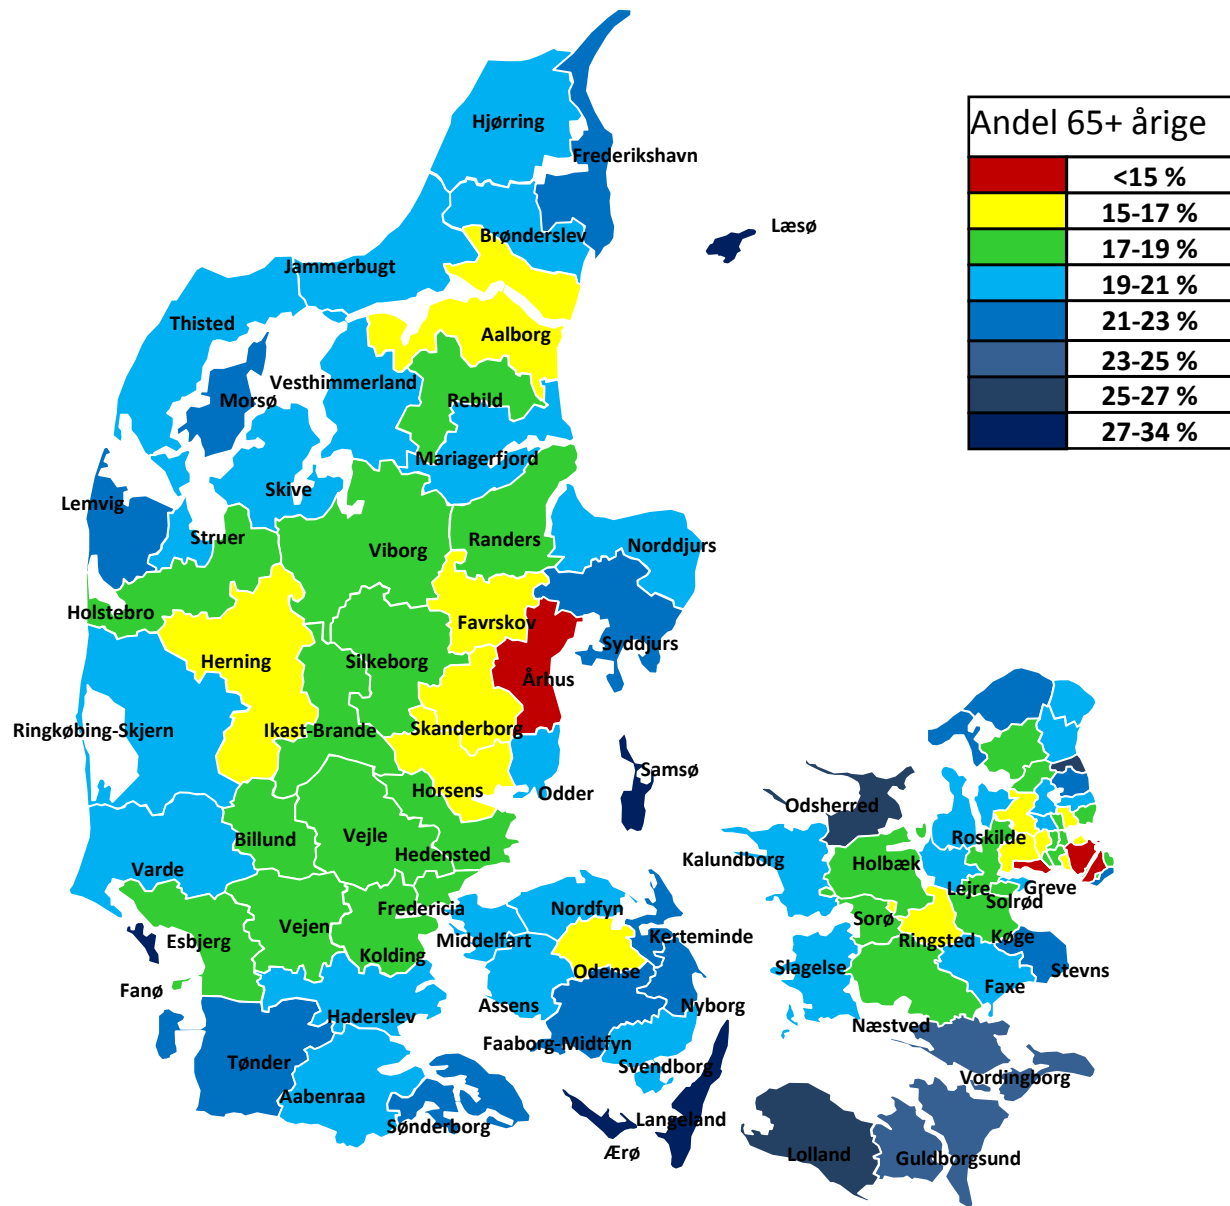 Andel 65+ årige
<15 %
15-17 %
17-19 %
19-21 %
21-23 %
23-25 %
25-27 %
27-34 %
Hjørring
Frederikshavn
Læsø
Brønderslev
Jammerbugt
Thisted
Aalborg
Vesthimmerland
Morsø
Rebild
Mariagerfjord
Skive
Lemvig
Struer
Viborg
Randers
Norddjurs
Holstebro
Favrskov
Syddjurs
Herning
Silkeborg
Århus
Ringkøbing-Skjern
Ikast-Brande
Skanderborg
Samsø
Horsens
Odder
Odsherred
Billund
Vejle
Hedensted
Roskilde
Kalundborg
Holbæk
Varde
Lejre
Greve
Solrød
Fredericia
Nordfyn
Sorø
Vejen
Esbjerg
Kolding
Middelfart
Kerteminde
Ringsted
Køge
Odense
Slagelse
Stevns
Fanø
Assens
Nyborg
Faxe
Haderslev
Næstved
Faaborg-Midtfyn
Tønder
Svendborg
Vordingborg
Aabenraa
Sønderborg
Langeland
Ærø
Lolland
Guldborgsund